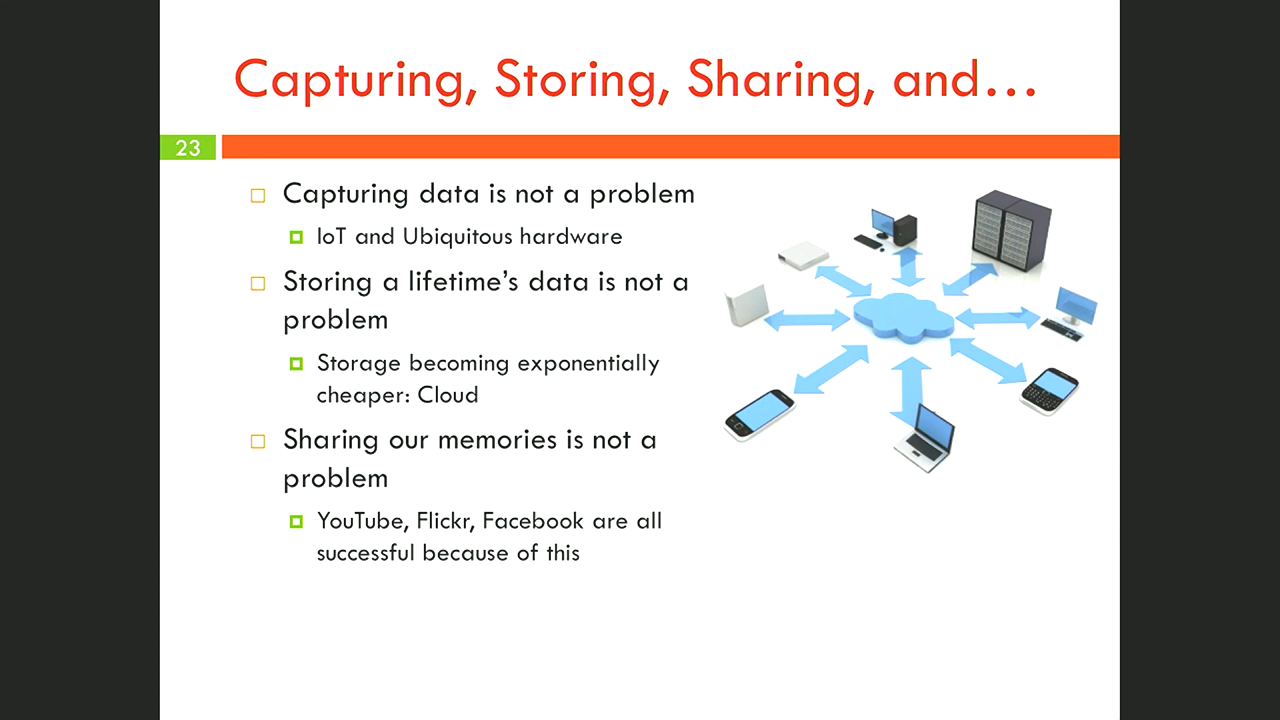 Capturing, Storing, Sharing, and...
23
Capturing data is not a problem
IoT and Ubiquitous hardware
Storing a lifetime's data is not a
problem
Storage becoming exponentially
cheaper: Cloud
Sharing our memories is not a
problem
YouTube, Flickr, Facebook are all
successful because of this